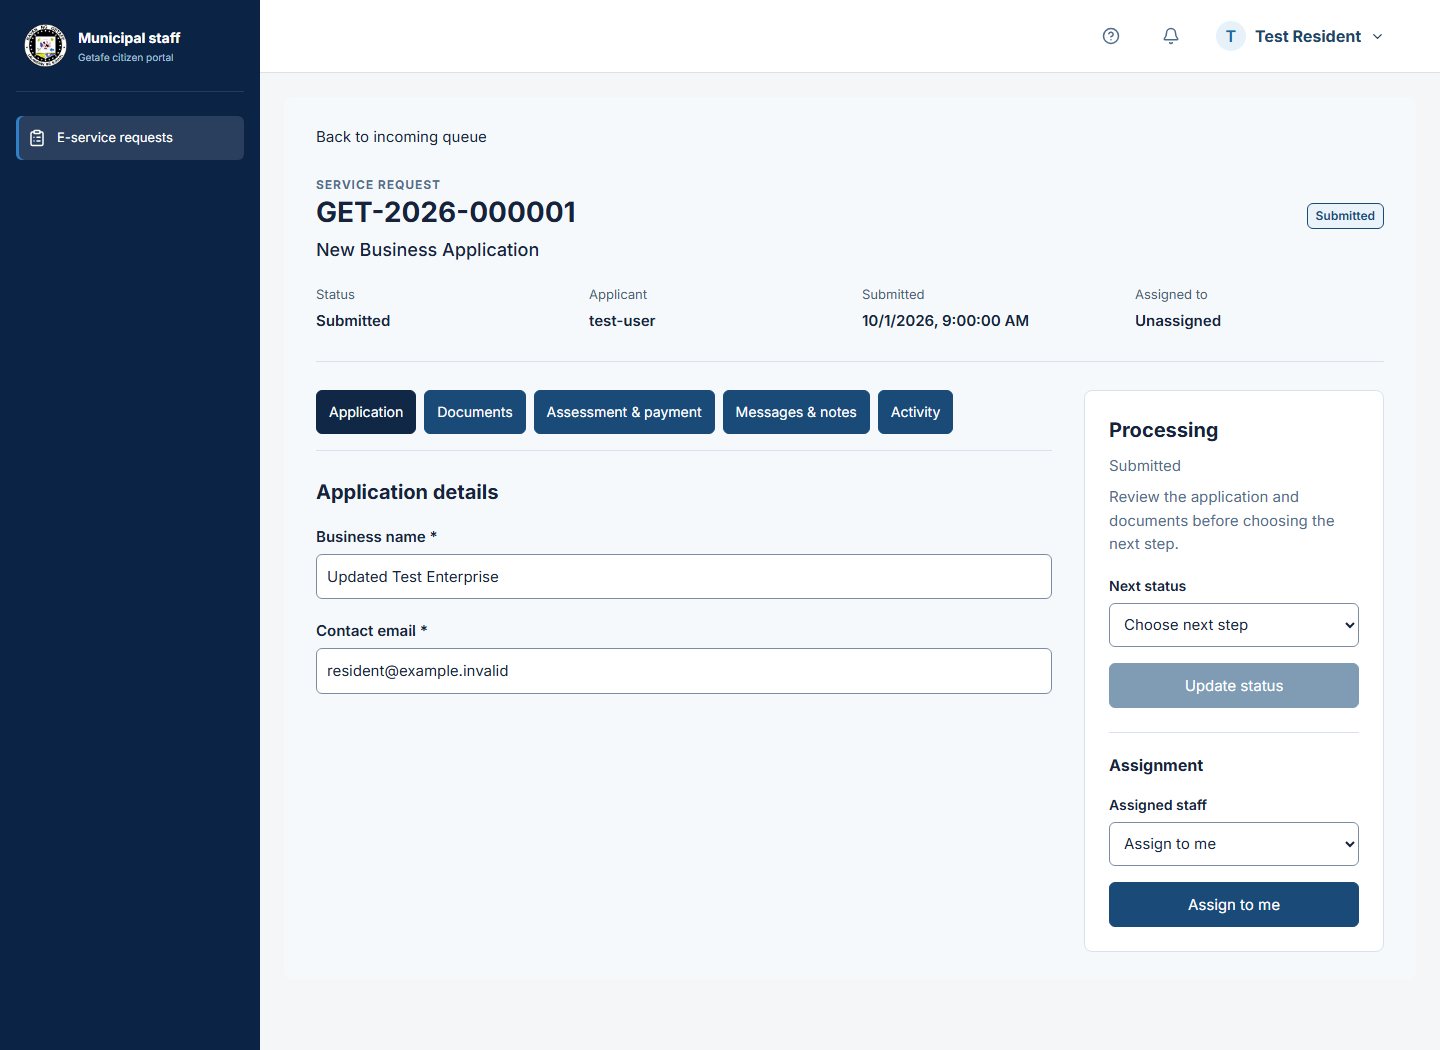 Municipal staff
Getafe citizen portal
E-service requests
T Test Resident
Back to incoming queue
SERVICE REQUEST
GET-2026-000001
Submitted
New Business Application
Status
Submitted
Applicant
test-user
Submitted
10/1/2026, 9:00:00 AM
Assigned to
Unassigned
Application
Documents
Assessment & payment
Messages & notes
Activity
Application details
Business name *
Updated Test Enterprise
Contact email *
resident@example.invalid
Processing
Submitted
Review the application and
documents before choosing the
next step.
Next status
Choose next step
Update status
Assignment
Assigned staff
Assign to me
Assign to me